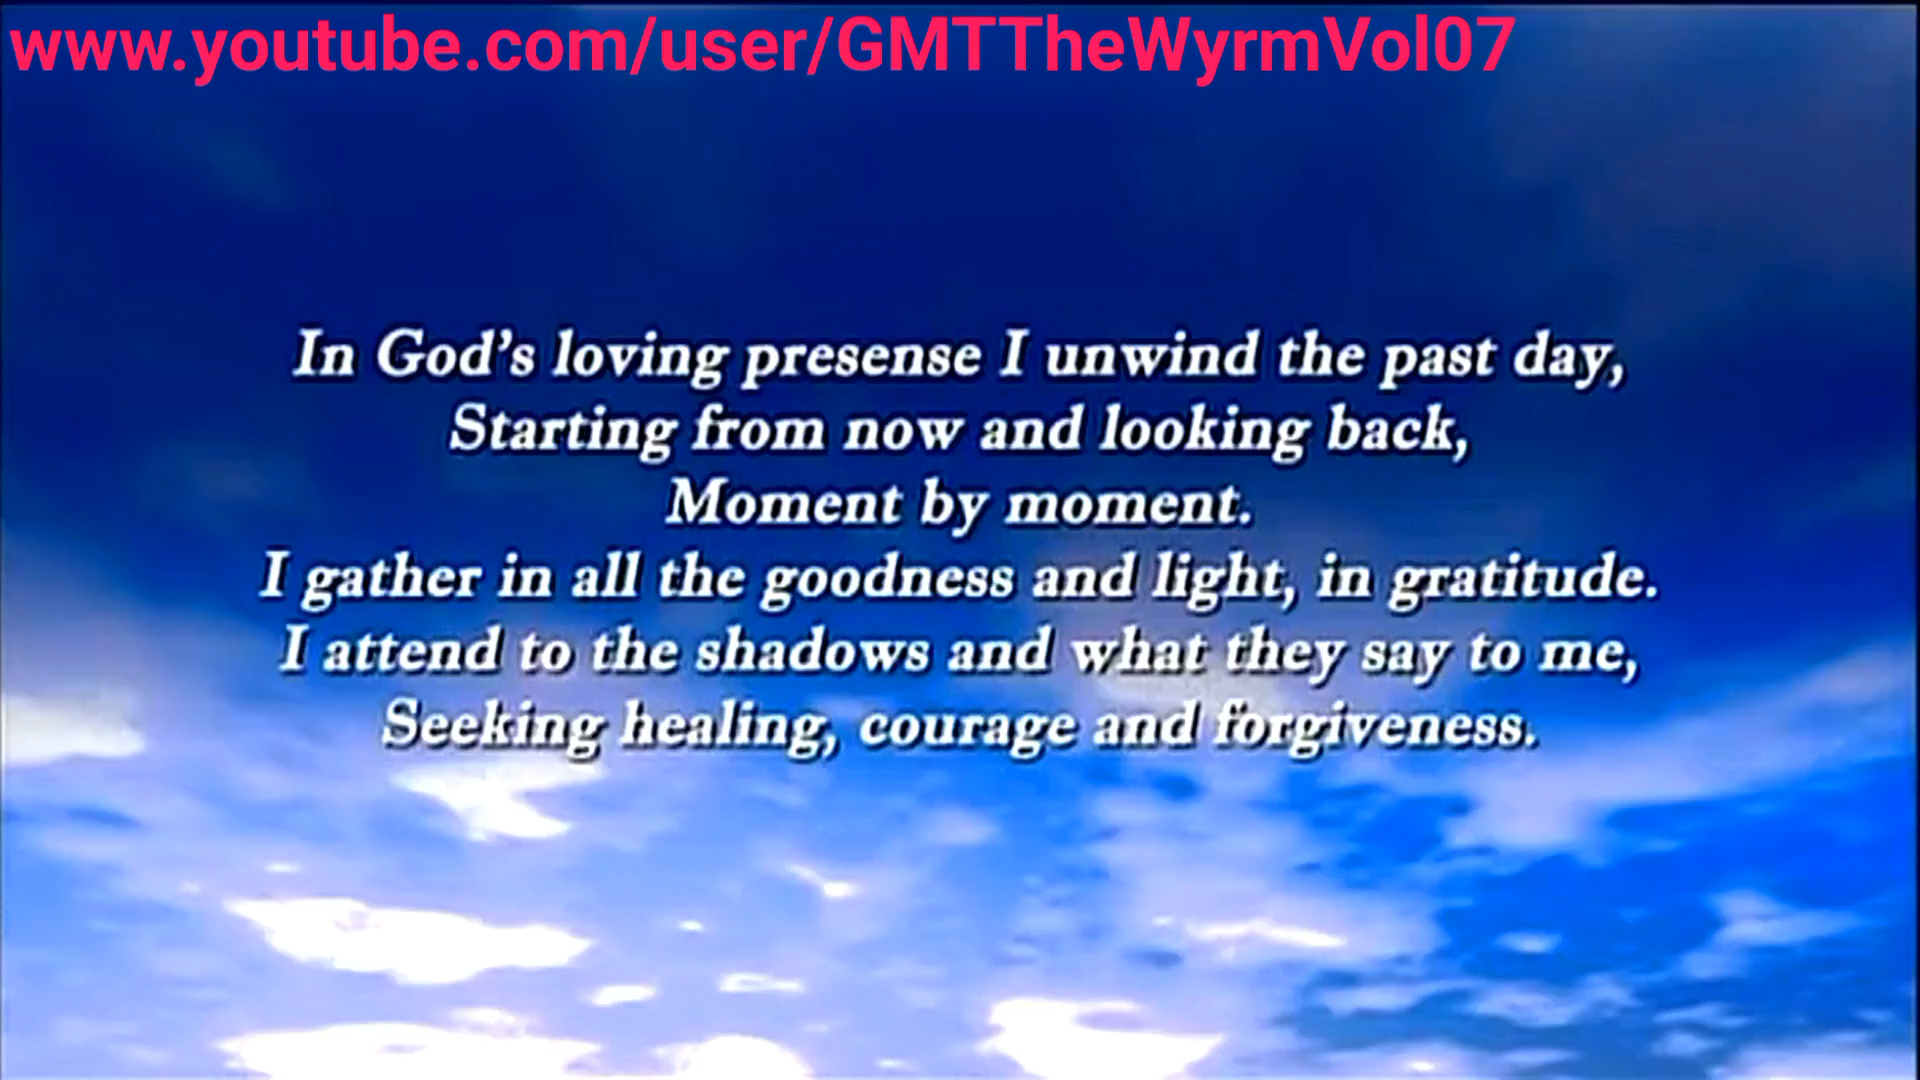 www.youtube.com/user/GMTTheWyrmVol07
In God's loving presense I unwind the past day,
Starting from now and looking back,
Moment by moment.
I gather in all the goodness and light, in gratitude.
I attend to the shadows and what they say to me,
Seeking healing, courage and forgiveness.